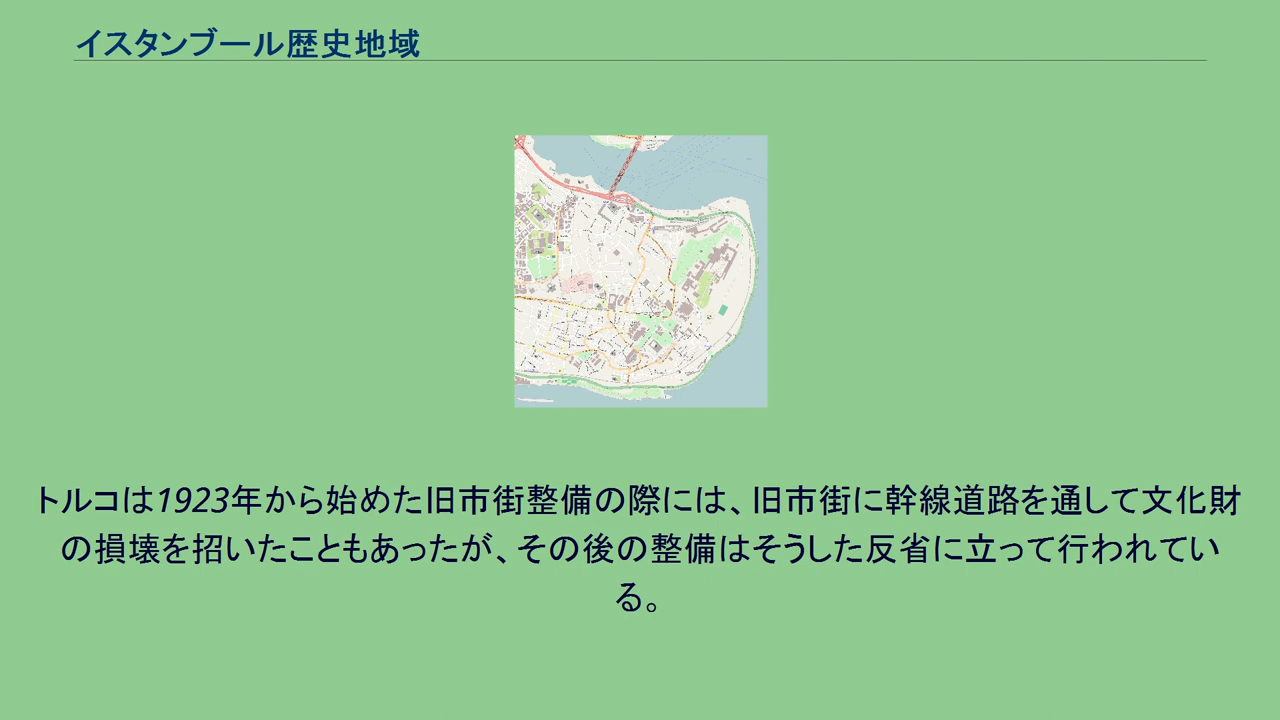 イスタンブール歴史地域
トルコは1923年から始めた旧市街整備の際には、旧市街に幹線道路を通して文化財
の損壊を招いたこともあったが、その後の整備はそうした反省に立って行われてい
る。